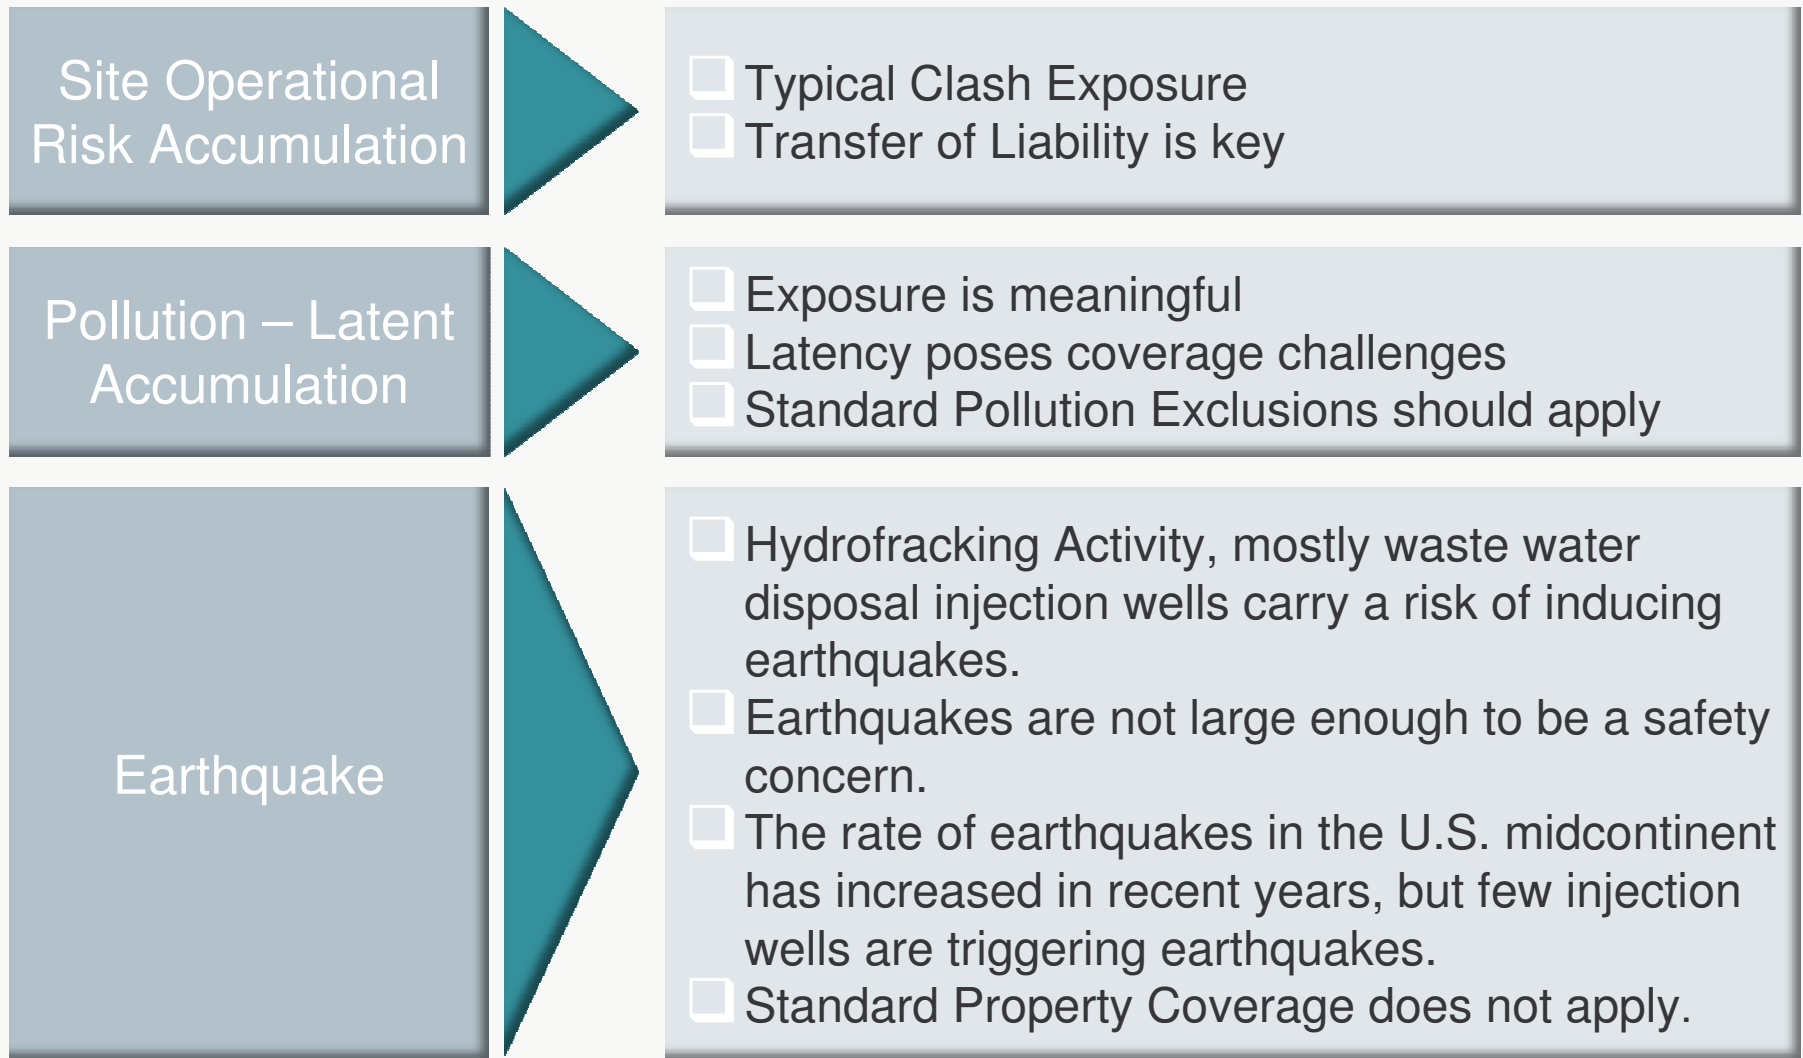 Site Operational
Risk Accumulation
Typical Clash Exposure
Transfer of Liability is key
Pollution – Latent
Accumulation
Exposure is meaningful
Latency poses coverage challenges
Standard Pollution Exclusions should apply
Earthquake
Hydrofracking Activity, mostly waste water
disposal injection wells carry a risk of inducing
earthquakes.
Earthquakes are not large enough to be a safety
concern.
The rate of earthquakes in the U.S. midcontinent
has increased in recent years, but few injection
wells are triggering earthquakes.
Standard Property Coverage does not apply.